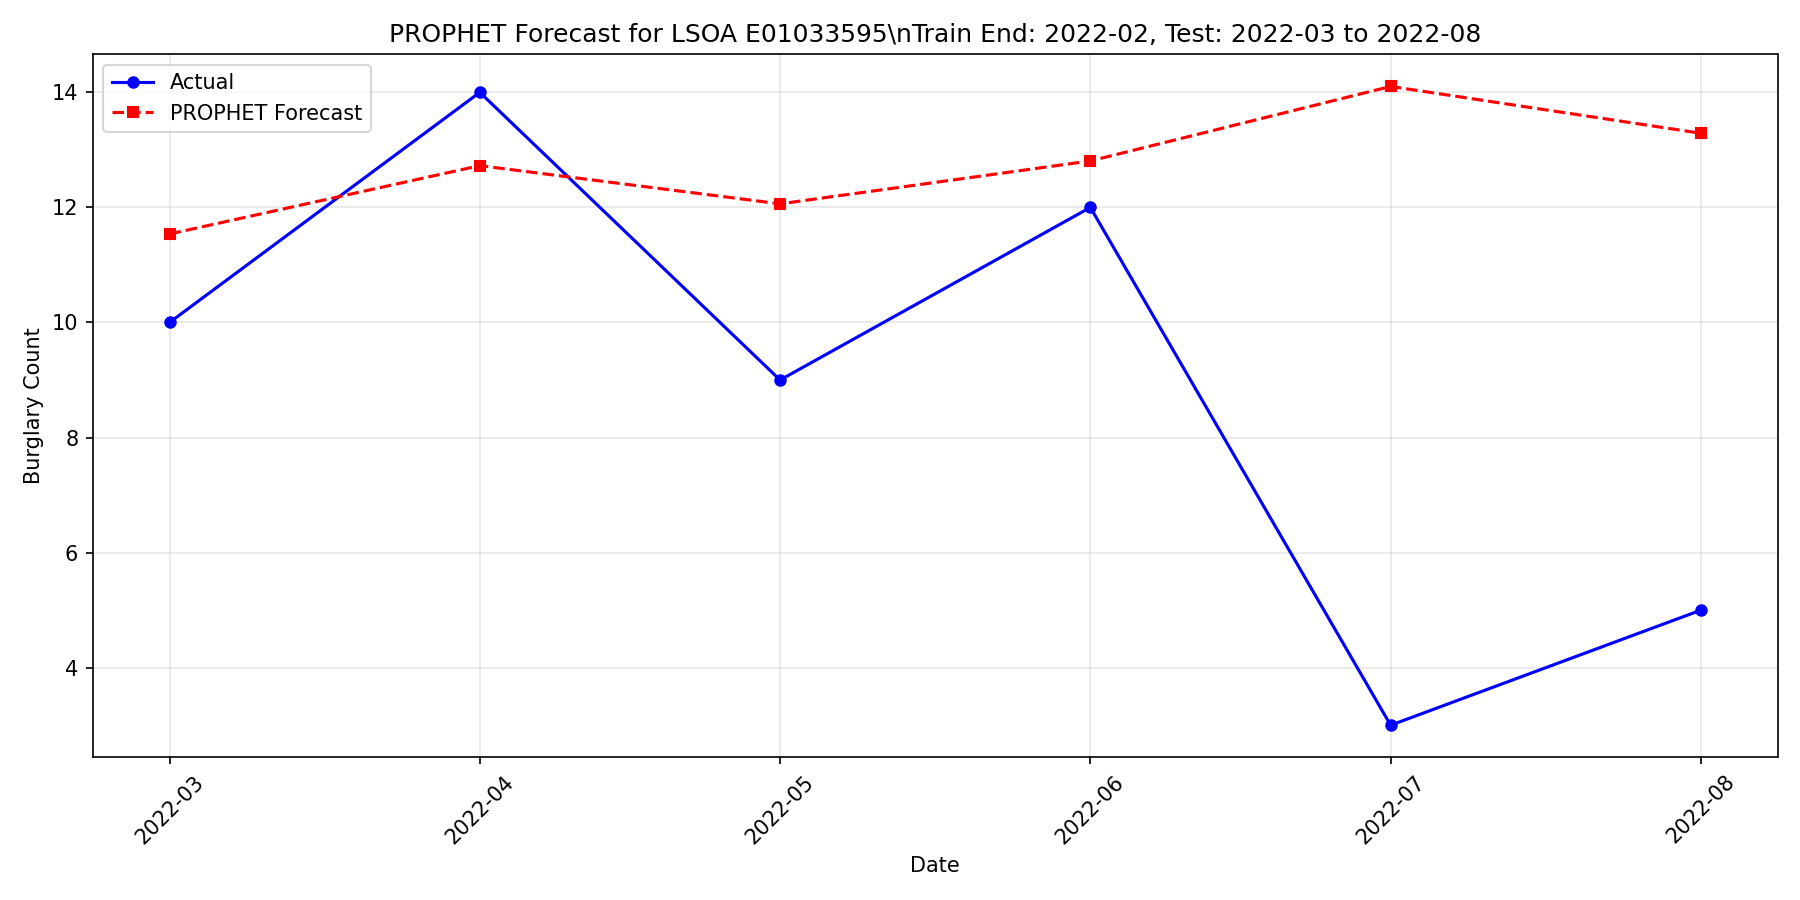 PROPHET Forecast for LSOA E01033595\nTrain End: 2022-02, Test: 2022-03 to 2022-08
Actual
PROPHET Forecast
Burglary Count
14
12
10
8
6
4
2022-03
2022-04
2022-05
2022-06
2022-07
2022-08
Date